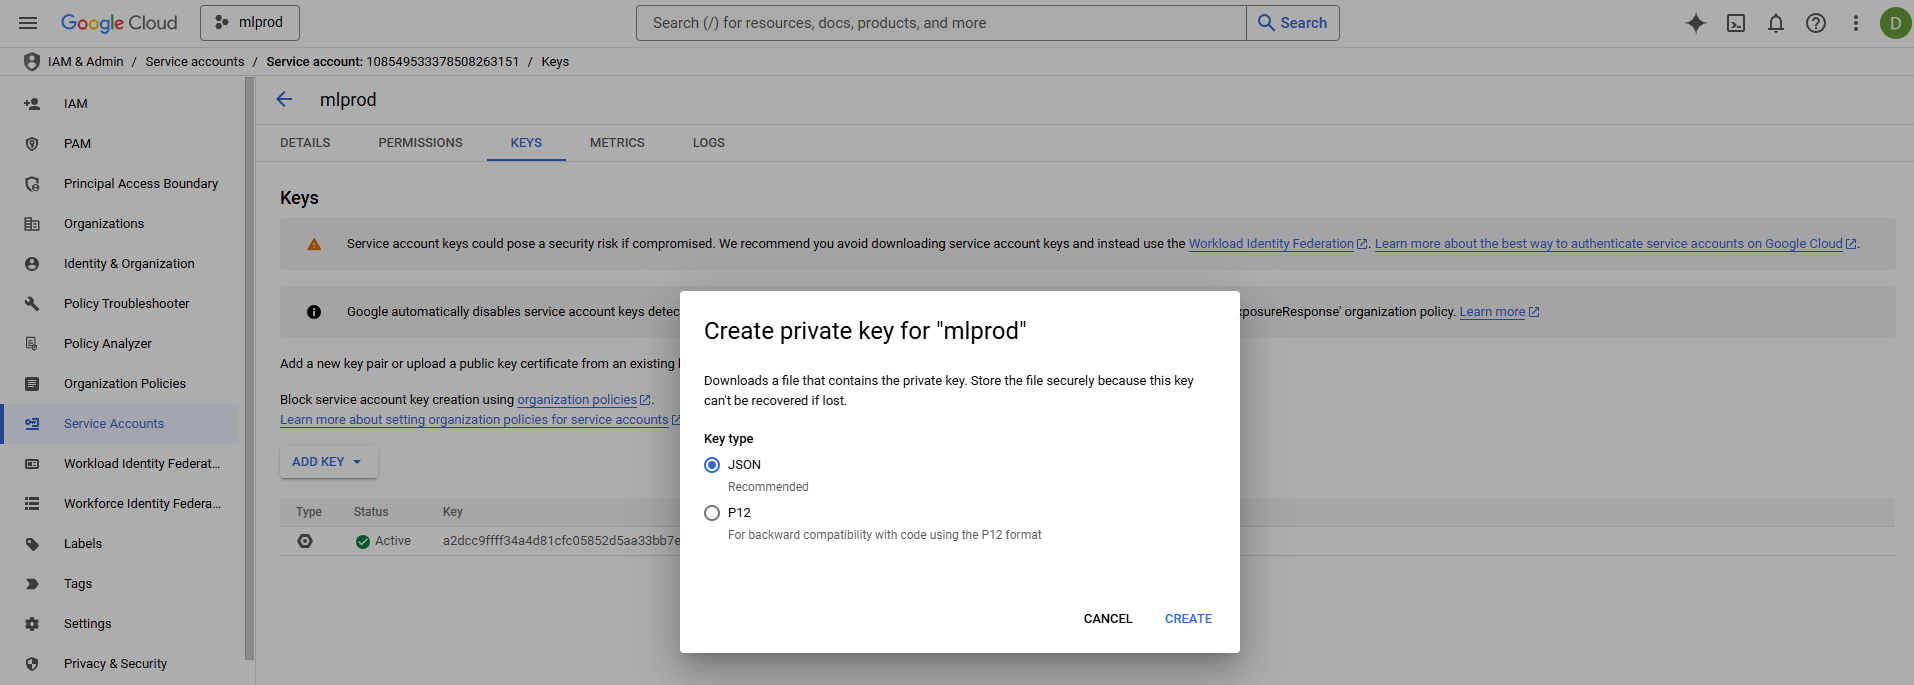 Google Cloud
mlprod
Search (/) for resources, docs, products, and more
Search
D
IAM & Admin / Service accounts / Service account: 108549533378508263151 / Keys
IAM
PAM
Principal Access Boundary
Organizations
Identity & Organization
Policy Troubleshooter
Policy Analyzer
Organization Policies
Service Accounts
Workload Identity Federat...
Workforce Identity Federa...
Labels
Tags
Settings
Privacy & Security
mlprod
DETAILS PERMISSIONS KEYS METRICS LOGS
Keys
Service account keys could pose a security risk if compromised. We recommend you avoid downloading service account keys and instead use the Workload Identity Federation. Learn more about the best way to authenticate service accounts on Google Cloud.
Google automatically disables service account keys detec
xposureResponse' organization policy. Learn more
Add a new key pair or upload a public key certificate from an existing
Block service account key creation using organization policies.
Learn more about setting organization policies for service accounts
ADD KEY
Type Status Key
Active a2dcc9ffff34a4d81cfc05852d5aa33bb7e
Create private key for "mlprod"
Downloads a file that contains the private key. Store the file securely because this key
can't be recovered if lost.
Key type
JSON
Recommended
P12
For backward compatibility with code using the P12 format
CANCEL CREATE